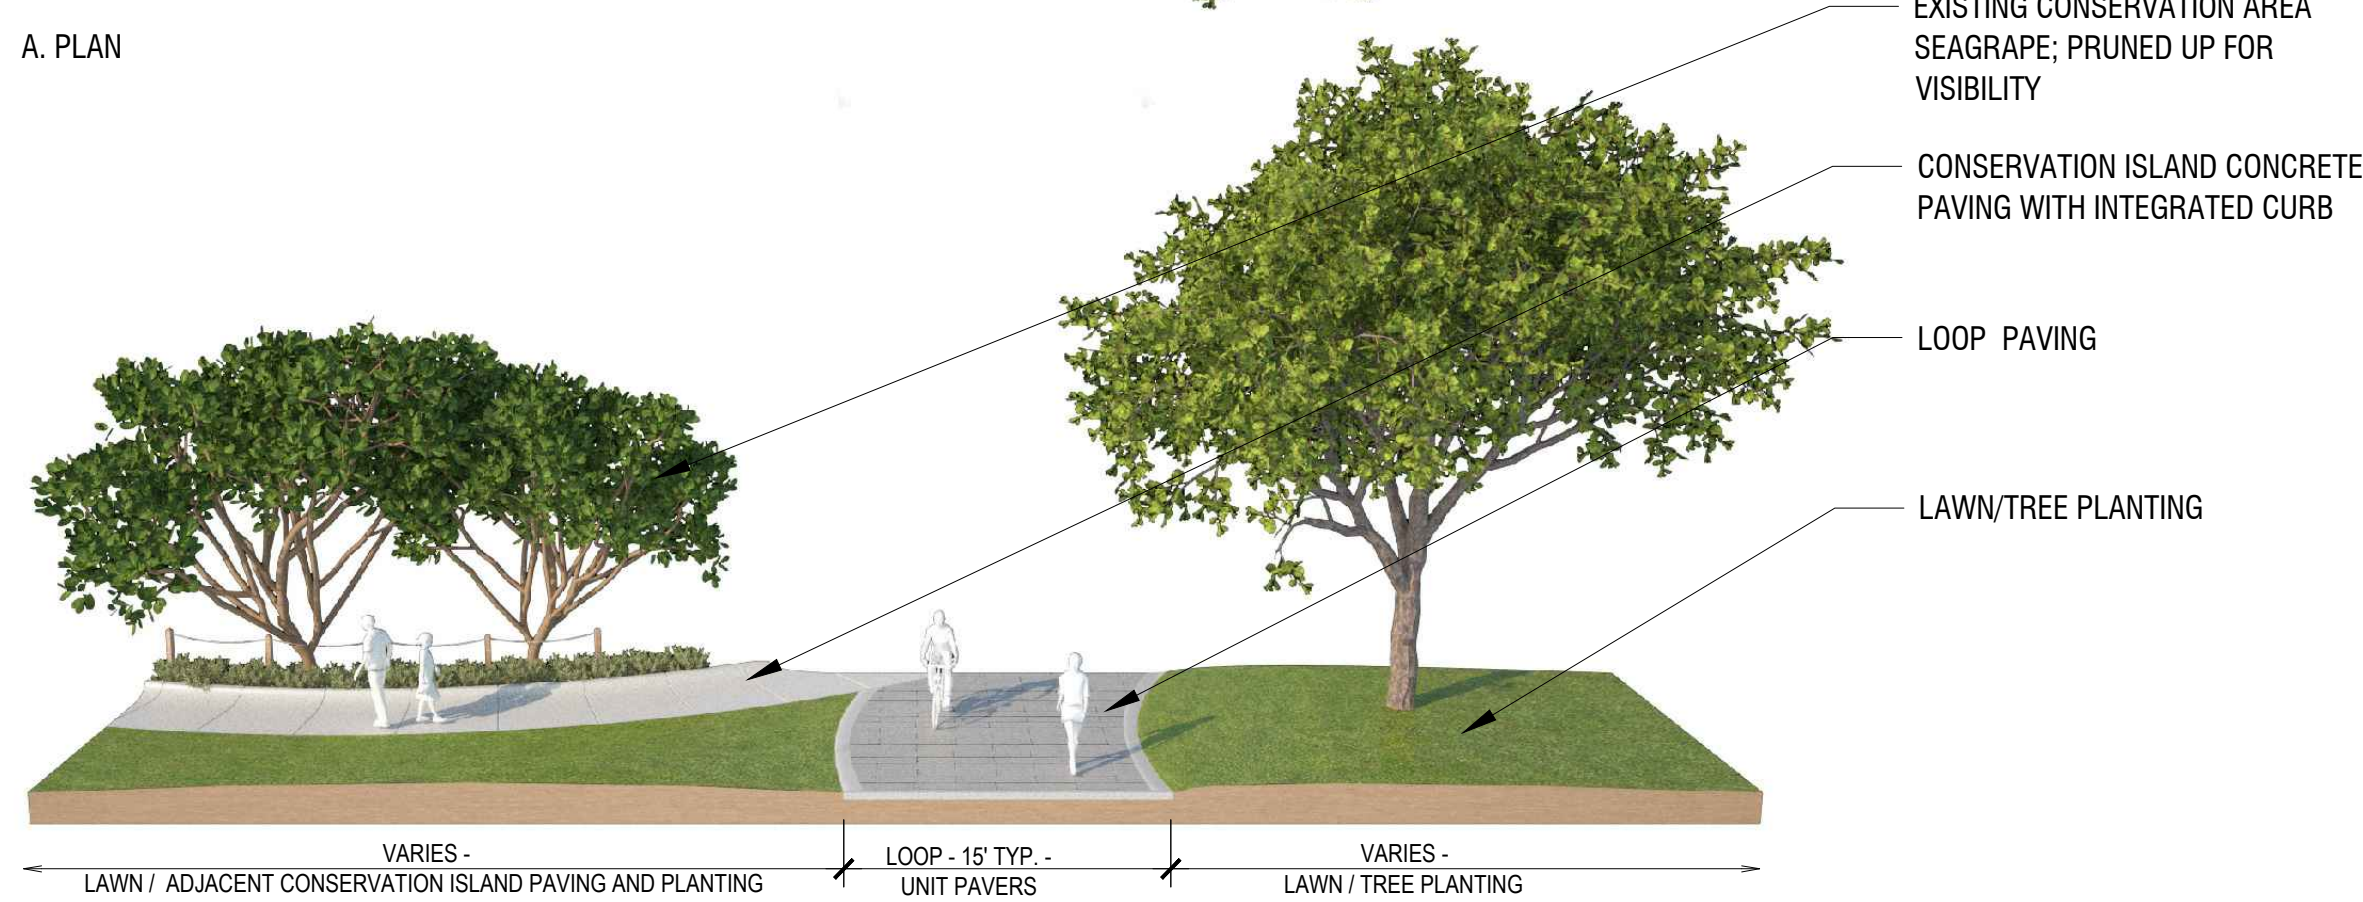 A. PLAN
EXISTING CONSERVATION AREA
SEAGRAPE; PRUNED UP FOR
VISIBILITY
CONSERVATION ISLAND CONCRETE
PAVING WITH INTEGRATED CURB
LOOP PAVING
LAWN/TREE PLANTING
VARIES -
LAWN / ADJACENT CONSERVATION ISLAND PAVING AND PLANTING
LOOP - 15' TYP. -
UNIT PAVERS
VARIES -
LAWN / TREE PLANTING